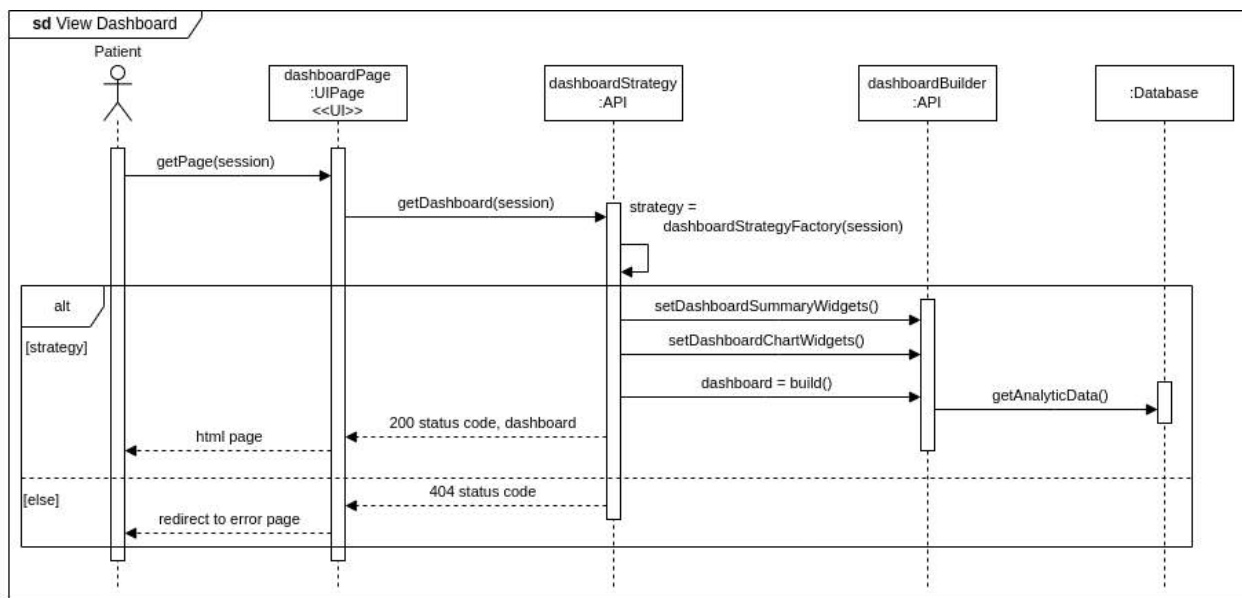 sd View Dashboard
Patient
dashboardPage
:UIPage
<<UI>>
dashboardStrategy
:API
dashboardBuilder
:API
:Database
getPage(session)
getDashboard(session)
strategy =
dashboardStrategyFactory(session)
alt
[strategy]
setDashboardSummaryWidgets()
setDashboardChartWidgets()
dashboard = build()
getAnalyticData()
200 status code, dashboard
html page
[else]
404 status code
redirect to error page